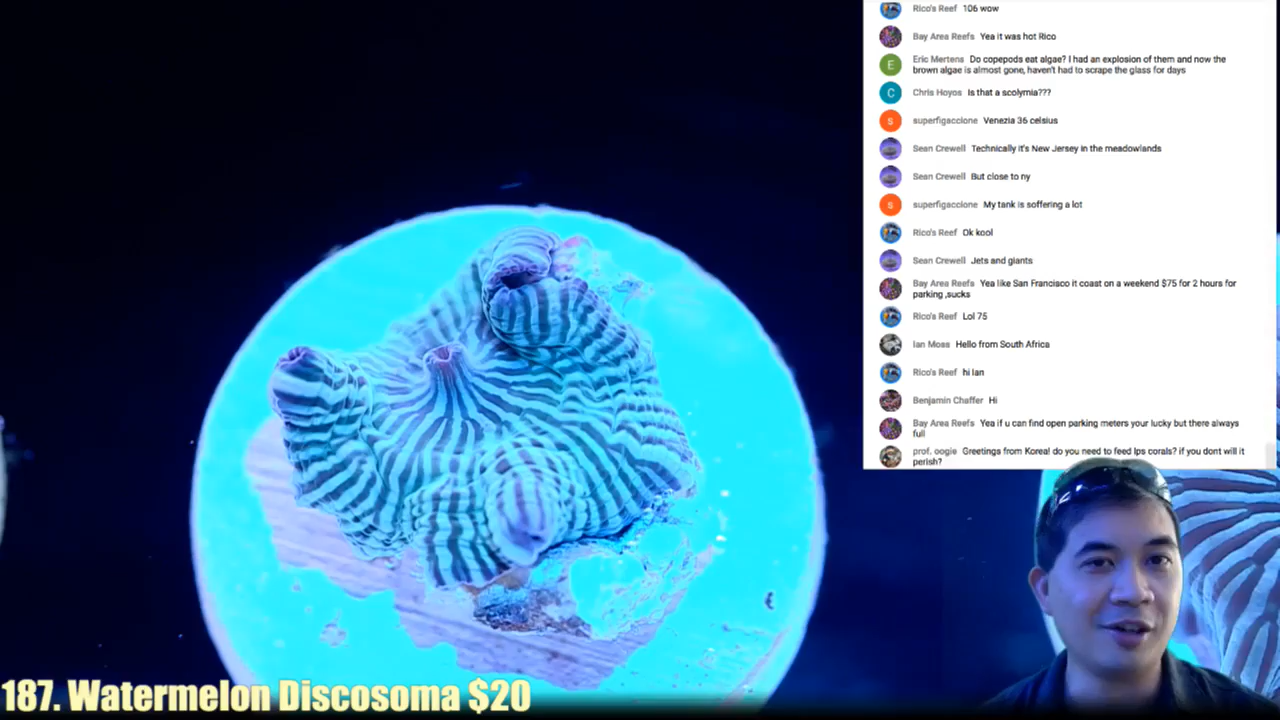 Rico's Reef 106 wow
Bay Area Reefs Yea it was hot Rico
E
Eric Mertens Do copepods eat algae? I had an explosion of them and now the
brown algae is almost gone, haven't had to scrape the glass for days
C
Chris Hoyos Is that a scolymia???
s
superfigaccione Venezia 36 celsius
Sean Crewell Technically it's New Jersey in the meadowlands
Sean Crewell But close to ny
s
superfigaccione My tank is soffering a lot
Rico's Reef Ok kool
Sean Crewell Jets and giants
Bay Area Reefs Yea like San Francisco it coast on a weekend $75 for 2 hours for
parking ,sucks
Rico's Reef Lol 75
Ian Moss Hello from South Africa
Rico's Reef hi Ian
Benjamin Chaffer Hi
Bay Area Reefs Yea if u can find open parking meters your lucky but there always
full
prof. oogie Greetings from Korea! do you need to feed lps corals? if you dont will it
perish?
187. Watermelon Discosoma $20